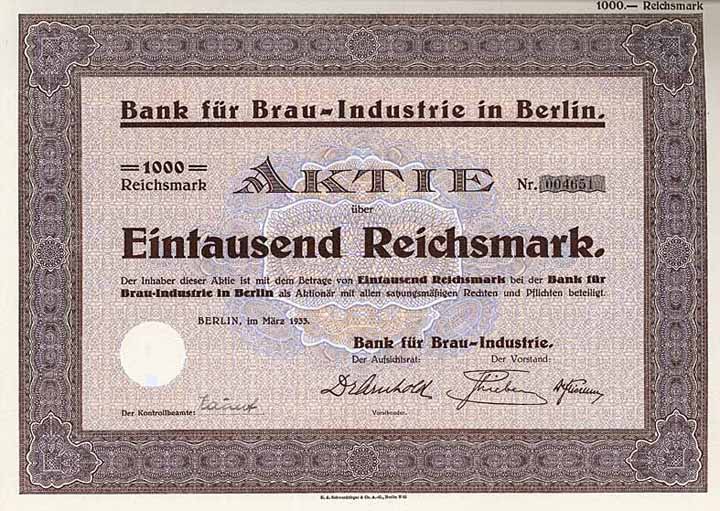 1000.— Reichsmark
Bank für Brau-Industrie in Berlin.
=1000=
Reichsmark
AKTIE
Nr. 004651
über
Eintausend Reichsmark.
Der Inhaber dieser Aktie ist mit dem Betrage von Eintausend Reichsmark bei der Bank für
Brau-Industrie in Berlin als Aktionär mit allen satzungsmäßigen Rechten und Pflichten beteiligt.
BERLIN, im März 1933.
Bank für Brau-Industrie.
Der Aufsichtsrat:
Der Vorstand:
Dr Arnhold
Vorsitzender.
Der Kontrollbeamte: